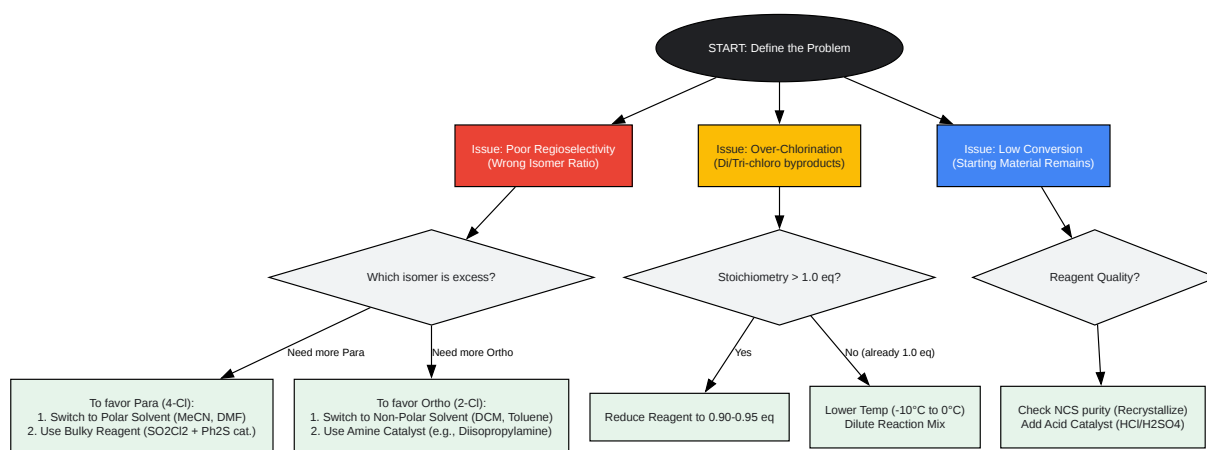 START: Define the Problem
Issue: Poor Regioselectivity
(Wrong Isomer Ratio)
Issue: Over-Chlorination
(Di/Tri-chloro byproducts)
Issue: Low Conversion
(Starting Material Remains)
Which isomer is excess?
Stoichiometry > 1.0 eq?
Reagent Quality?
Need more Para
Need more Ortho
Yes
No (already 1.0 eq)
To favor Para (4-Cl):
1. Switch to Polar Solvent (MeCN, DMF)
2. Use Bulky Reagent (SO2Cl2 + Ph2S cat.)
To favor Ortho (2-Cl):
1. Switch to Non-Polar Solvent (DCM, Toluene)
2. Use Amine Catalyst (e.g., Diisopropylamine)
Reduce Reagent to 0.90-0.95 eq
Lower Temp (-10°C to 0°C)
Dilute Reaction Mix
Check NCS purity (Recrystallize)
Add Acid Catalyst (HCl/H2SO4)